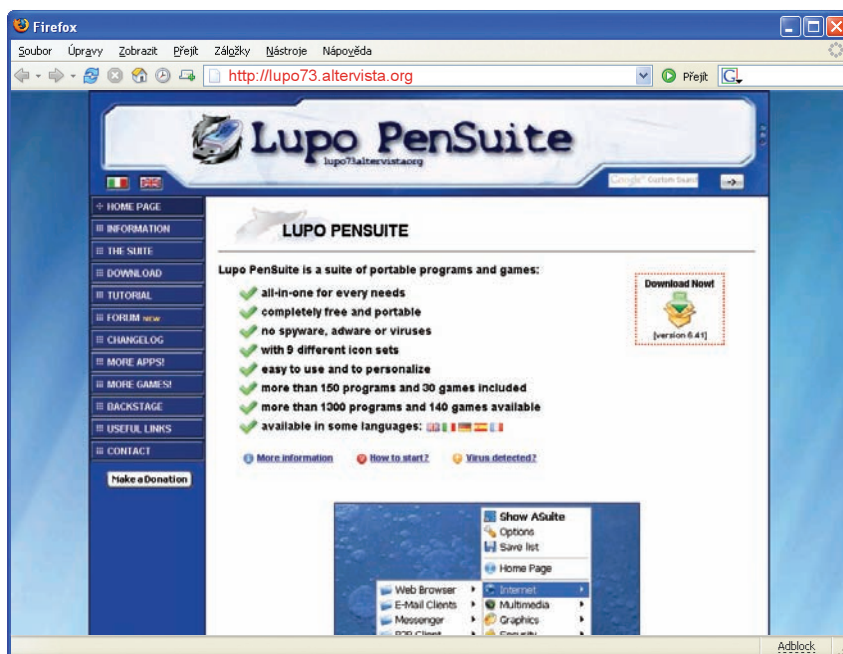 Firefox
Soubor Úpravy Zobrazit Přejít Záložky Nástroje Nápověda
http://lupo73.altervista.org Přejít G
Lupo PenSuite
lupo73altervistaorg
Google™ Custom Search
HOME PAGE
INFORMATION
THE SUITE
DOWNLOAD
TUTORIAL
FORUM NEW
CHANGELOG
MORE APPS!
MORE GAMES!
BACKSTAGE
USEFUL LINKS
CONTACT
Make a Donation
LUPO PENSUITE
Lupo PenSuite is a suite of portable programs and games:
all-in-one for every needs
completely free and portable
no spyware, adware or viruses
with 9 different icon sets
easy to use and to personalize
more than 150 programs and 30 games included
more than 1300 programs and 140 games available
available in some languages:
Download Now!
[version 6.41]
More information How to start? Virus detected?
Show ASuite
Options
Save list
Home Page
Internet
Multimedia
Graphics
Security
Web Browser
E-Mail Clients
Messenger
P2P Client
Adblock